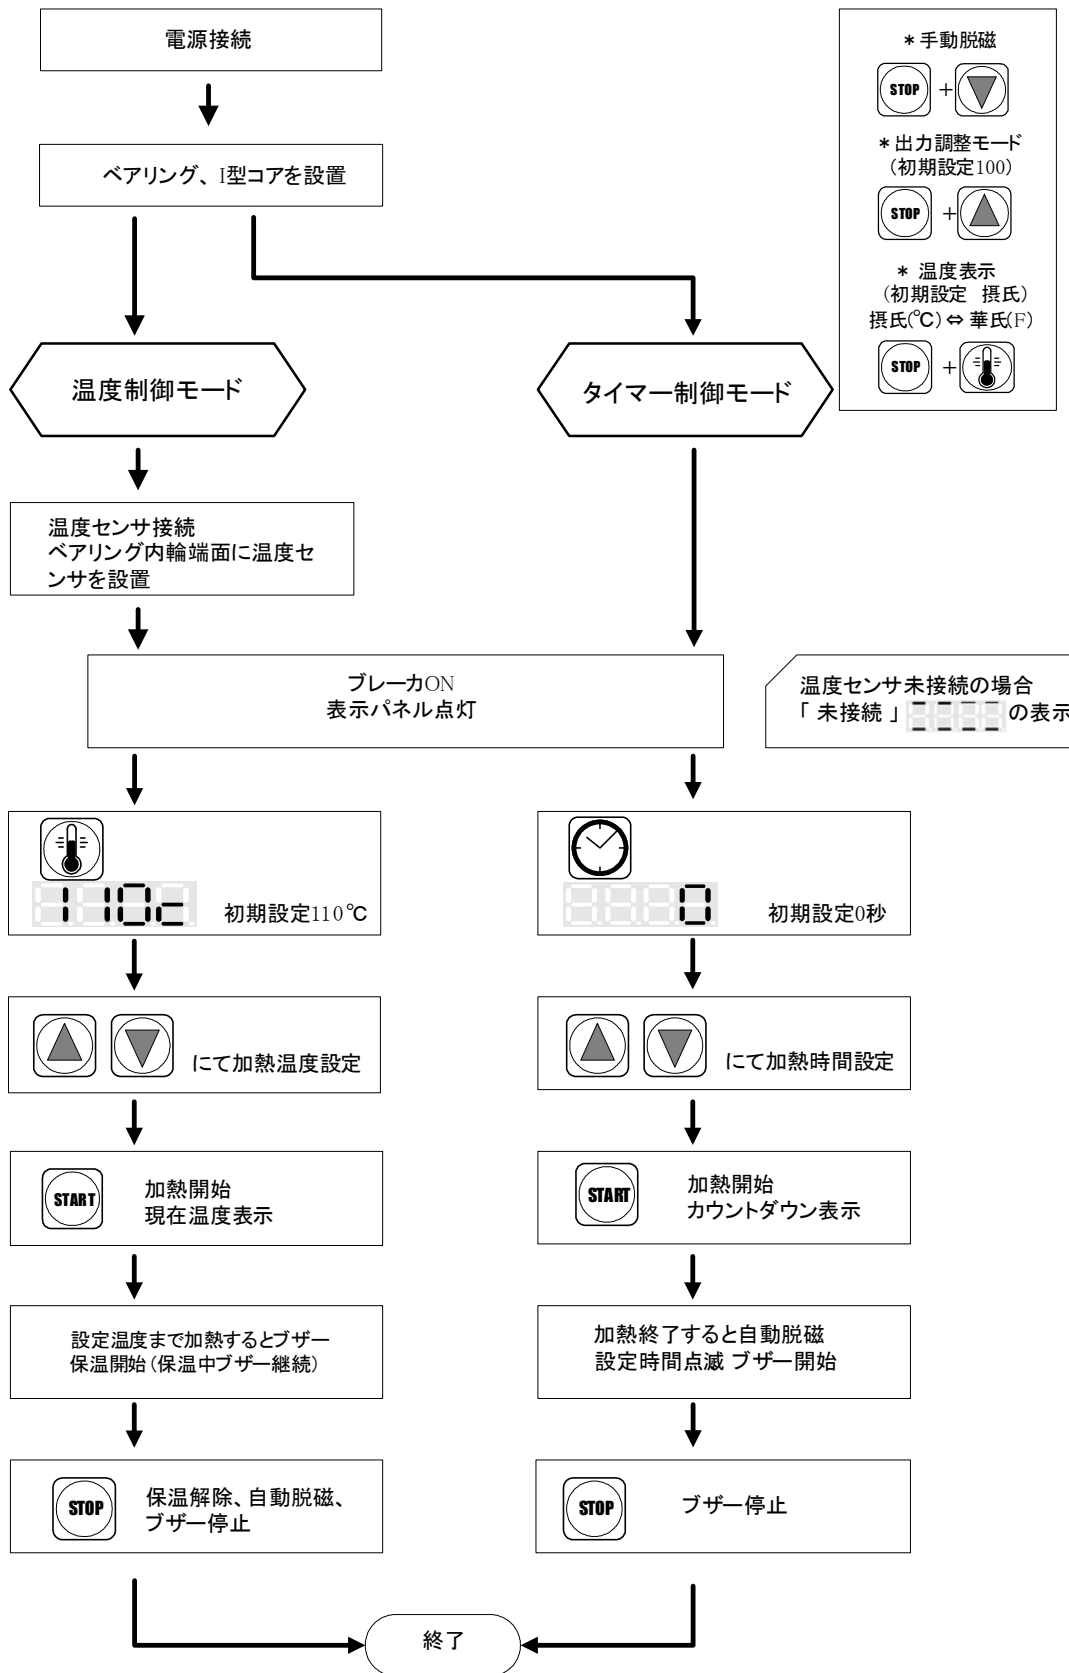 電源接続
ベアリング、I型コアを設置
＊手動脱磁
STOP +
＊出力調整モード
(初期設定100)
STOP +
＊ 温度表示
(初期設定 摂氏)
摂氏(℃)⇔ 華氏(F)
STOP +
温度制御モード
タイマー制御モード
温度センサ接続
ベアリング内輪端面に温度セ
ンサを設置
ブレーカON
表示パネル点灯
温度センサ未接続の場合
「 未接続 」 の表示
110c 初期設定110℃
0 初期設定0秒
にて加熱温度設定
にて加熱時間設定
START
加熱開始
現在温度表示
START
加熱開始
カウントダウン表示
設定温度まで加熱するとブザー
保温開始(保温中ブザー継続)
加熱終了すると自動脱磁
設定時間点滅 ブザー開始
STOP
保温解除、自動脱磁、
ブザー停止
STOP
ブザー停止
終了